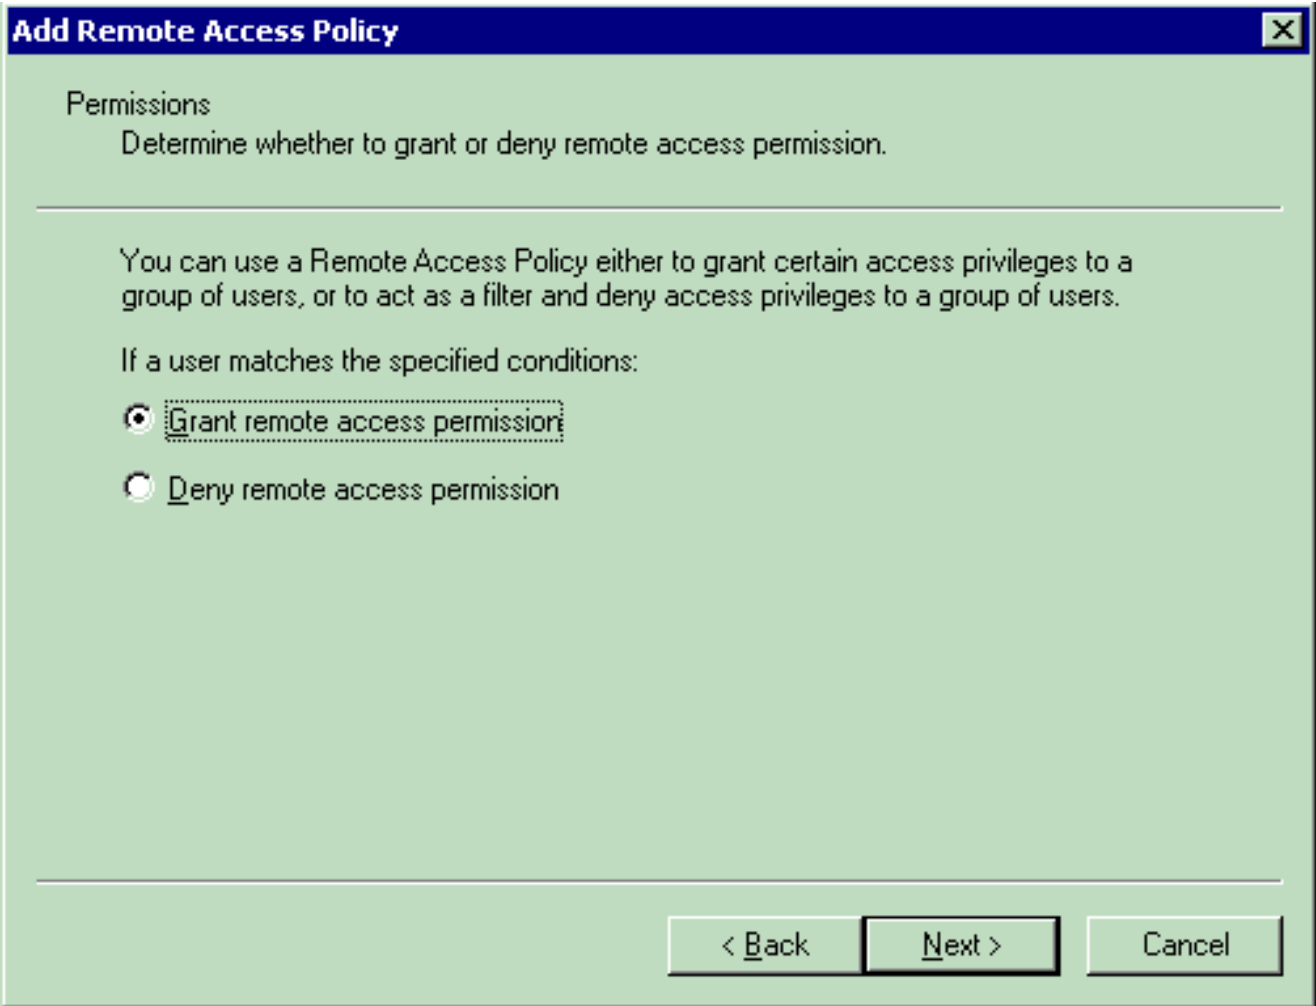 Add Remote Access Policy
Permissions
Determine whether to grant or deny remote access permission.
You can use a Remote Access Policy either to grant certain access privileges to a
group of users, or to act as a filter and deny access privileges to a group of users.
If a user matches the specified conditions:
Grant remote access permission
Deny remote access permission
< Back
Next >
Cancel